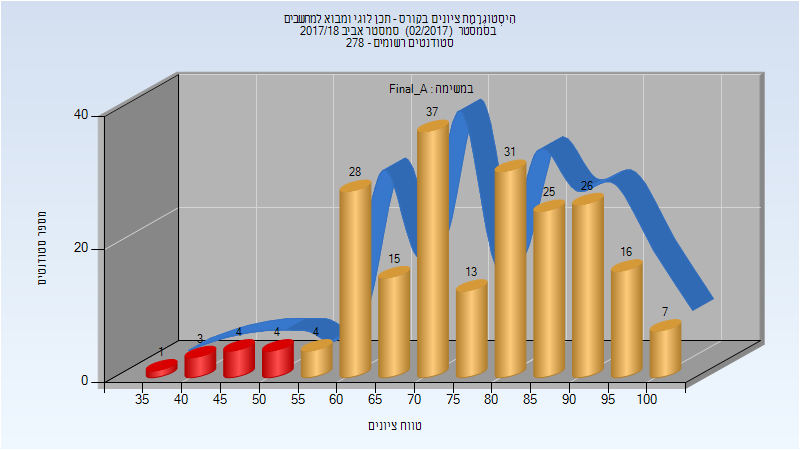 היסטוגרמת ציונים בקורס - תכן לוגי ומבוא למחשבים
בסמסטר (02/2017) סמסטר אביב 2017/18
סטודנטים רשומים - 278
במשימה : Final_A
מספר סטודנטים
40
20
0
1
3
4
4
4
28
15
37
13
31
25
26
16
7
35 40 45 50 55 60 65 70 75 80 85 90 95 100
טווח ציונים